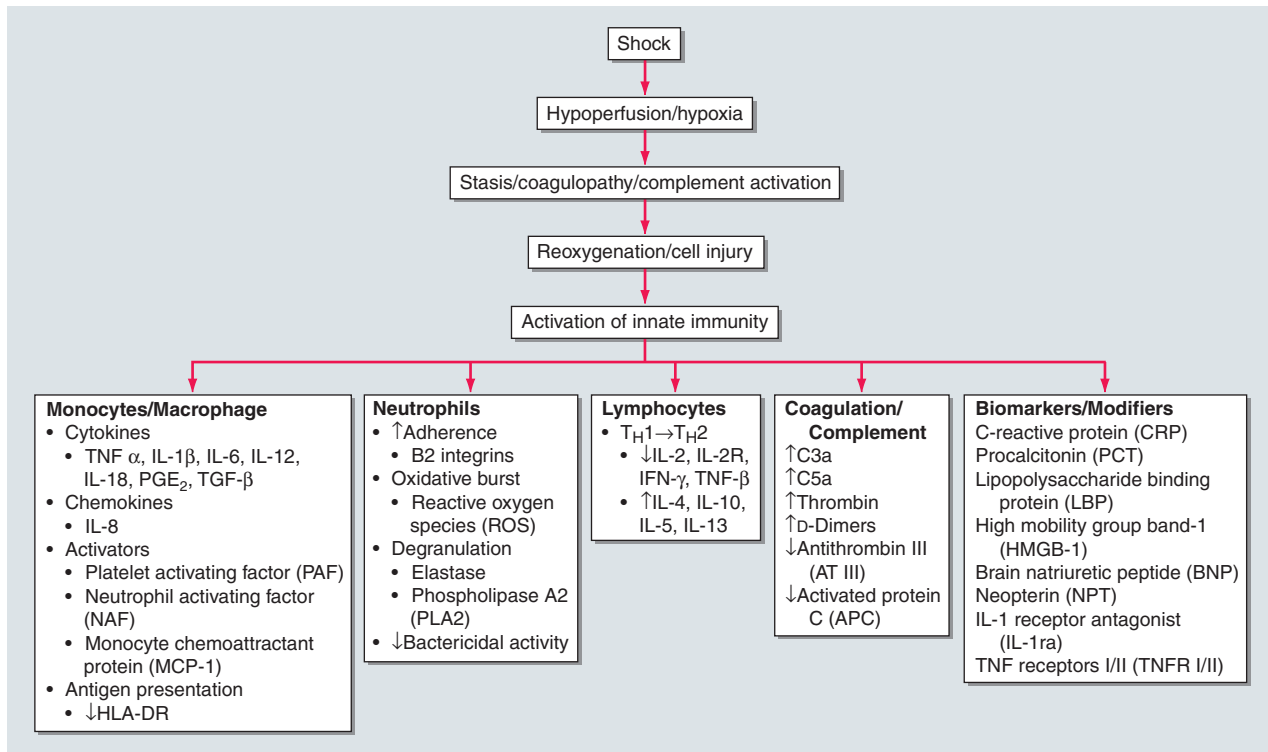 Shock
Hypoperfusion/hypoxia
Stasis/coagulopathy/complement activation
Reoxygenation/cell injury
Activation of innate immunity
Monocytes/Macrophage
• Cytokines
• TNF α, IL-1β, IL-6, IL-12,
IL-18, PGE₂, TGF-β
• Chemokines
• IL-8
• Activators
• Platelet activating factor (PAF)
• Neutrophil activating factor
(NAF)
• Monocyte chemoattractant
protein (MCP-1)
• Antigen presentation
• ↓HLA-DR
Neutrophils
• ↑Adherence
• B2 integrins
• Oxidative burst
• Reactive oxygen
species (ROS)
• Degranulation
• Elastase
• Phospholipase A2
(PLA2)
• ↓Bactericidal activity
Lymphocytes
• T_H1→T_H2
• ↓IL-2, IL-2R,
IFN-γ, TNF-β
• ↑IL-4, IL-10,
IL-5, IL-13
Coagulation/
Complement
↑C3a
↑C5a
↑Thrombin
↑D-Dimers
↓Antithrombin III
(AT III)
↓Activated protein
C (APC)
Biomarkers/Modifiers
C-reactive protein (CRP)
Procalcitonin (PCT)
Lipopolysaccharide binding
protein (LBP)
High mobility group band-1
(HMGB-1)
Brain natriuretic peptide (BNP)
Neopterin (NPT)
IL-1 receptor antagonist
(IL-1ra)
TNF receptors I/II (TNFR I/II)